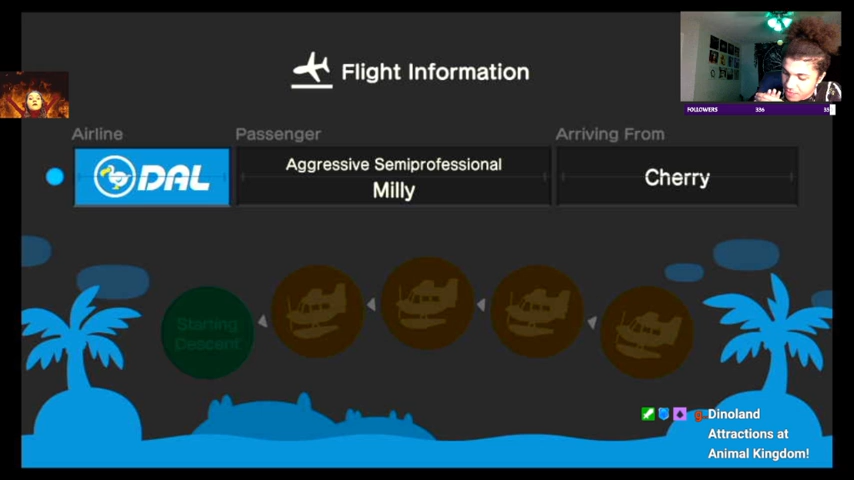 Flight Information
Airline
Passenger
Arriving From
DAL
Aggressive Semiprofessional
Milly
Cherry
Starting
Descent
FOLLOWERS 336
Dinoland
Attractions at
Animal Kingdom!